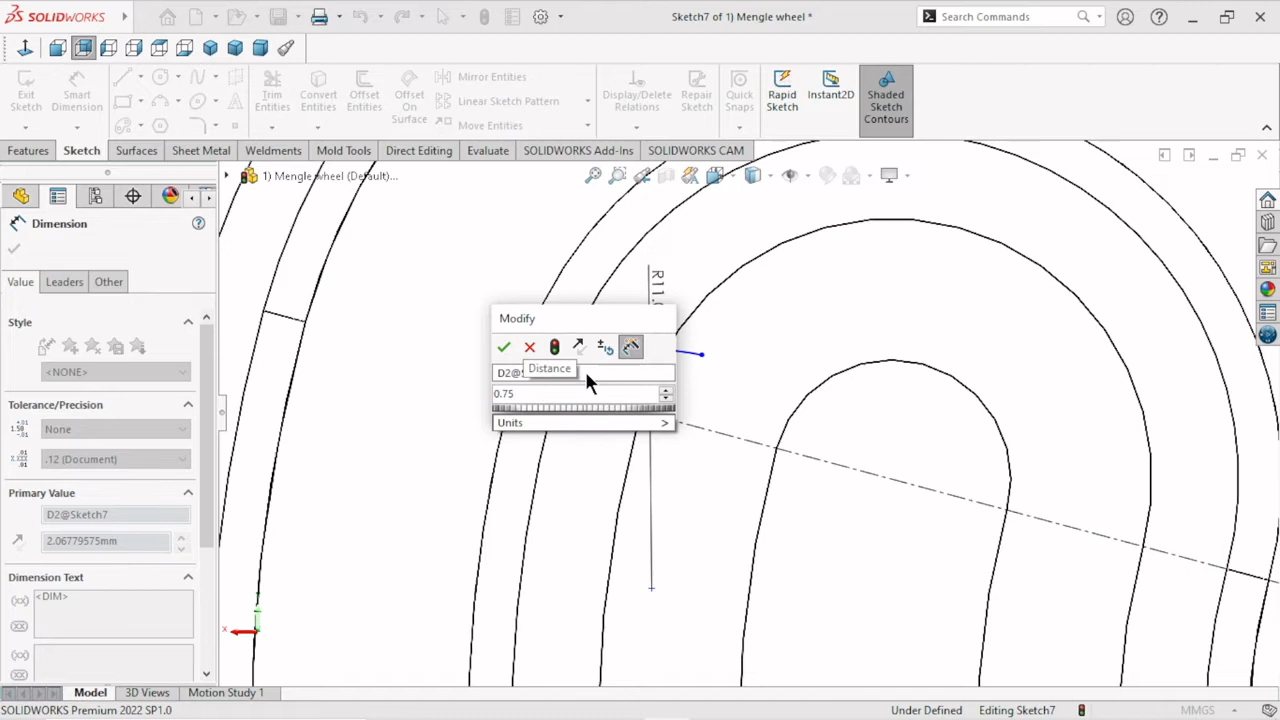 SOLIDWORKS
Sketch7 of 1) Mengle wheel *
Search Commands
Exit Sketch
Smart Dimension
Trim Entities
Convert Entities
Offset Entities
Offset On Surface
Mirror Entities
Linear Sketch Pattern
Move Entities
Display/Delete Relations
Repair Sketch
Quick Snaps
Rapid Sketch
Instant2D
Shaded Sketch Contours
Features Sketch Surfaces Sheet Metal Weldments Mold Tools Direct Editing Evaluate SOLIDWORKS Add-Ins SOLIDWORKS CAM
1) Mengle wheel (Default)...
Dimension
Value Leaders Other
Style
<NONE>
Tolerance/Precision
None
.12 (Document)
Primary Value
D2@Sketch7
2.06779575mm
Dimension Text
<DIM>
Modify
Distance
0.75
Units >
x
Model 3D Views Motion Study 1
SOLIDWORKS Premium 2022 SP1.0
Under Defined Editing Sketch7 MMGS